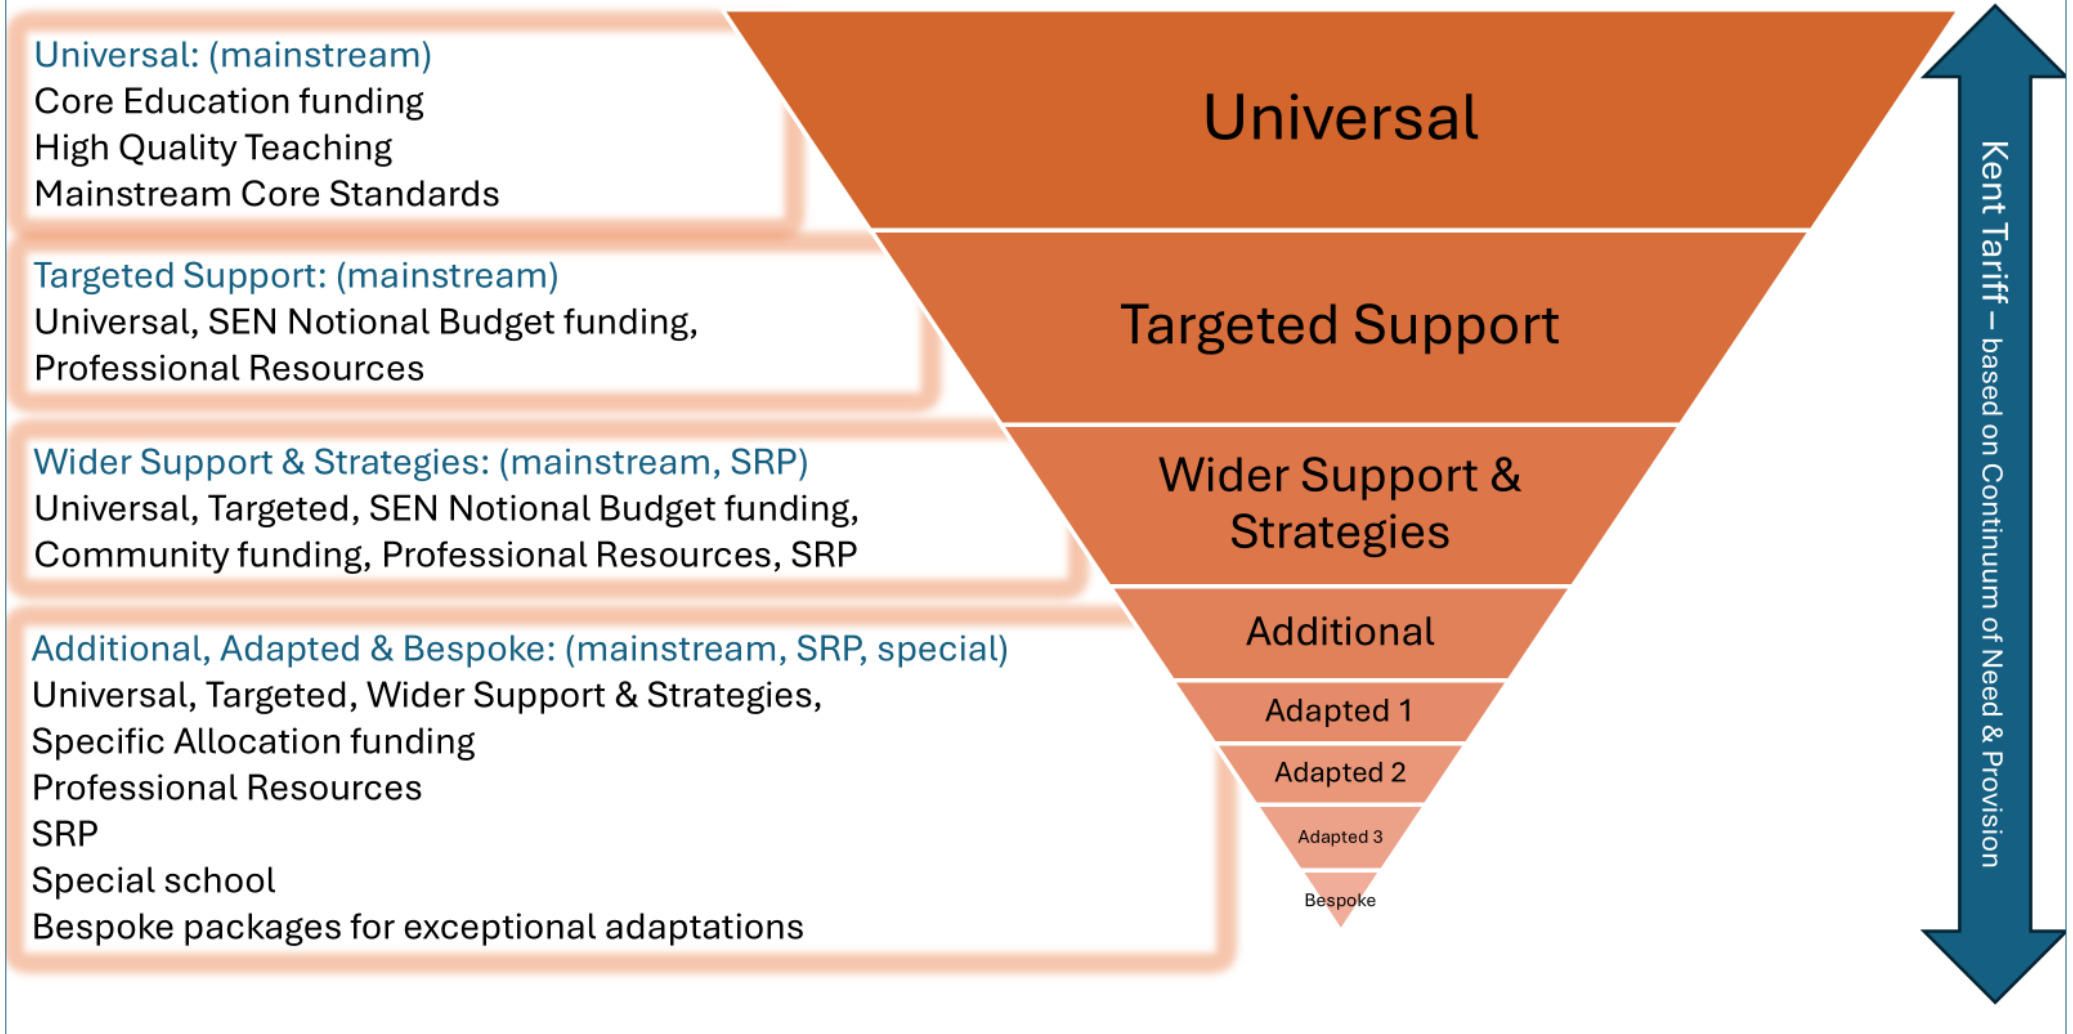 Universal: (mainstream)
Core Education funding
High Quality Teaching
Mainstream Core Standards
Targeted Support: (mainstream)
Universal, SEN Notional Budget funding,
Professional Resources
Wider Support & Strategies: (mainstream, SRP)
Universal, Targeted, SEN Notional Budget funding,
Community funding, Professional Resources, SRP
Additional, Adapted & Bespoke: (mainstream, SRP, special)
Universal, Targeted, Wider Support & Strategies,
Specific Allocation funding
Professional Resources
SRP
Special school
Bespoke packages for exceptional adaptations
Universal
Targeted Support
Wider Support &
Strategies
Additional
Adapted 1
Adapted 2
Adapted 3
Bespoke
Kent Tariff – based on Continuum of Need & Provision